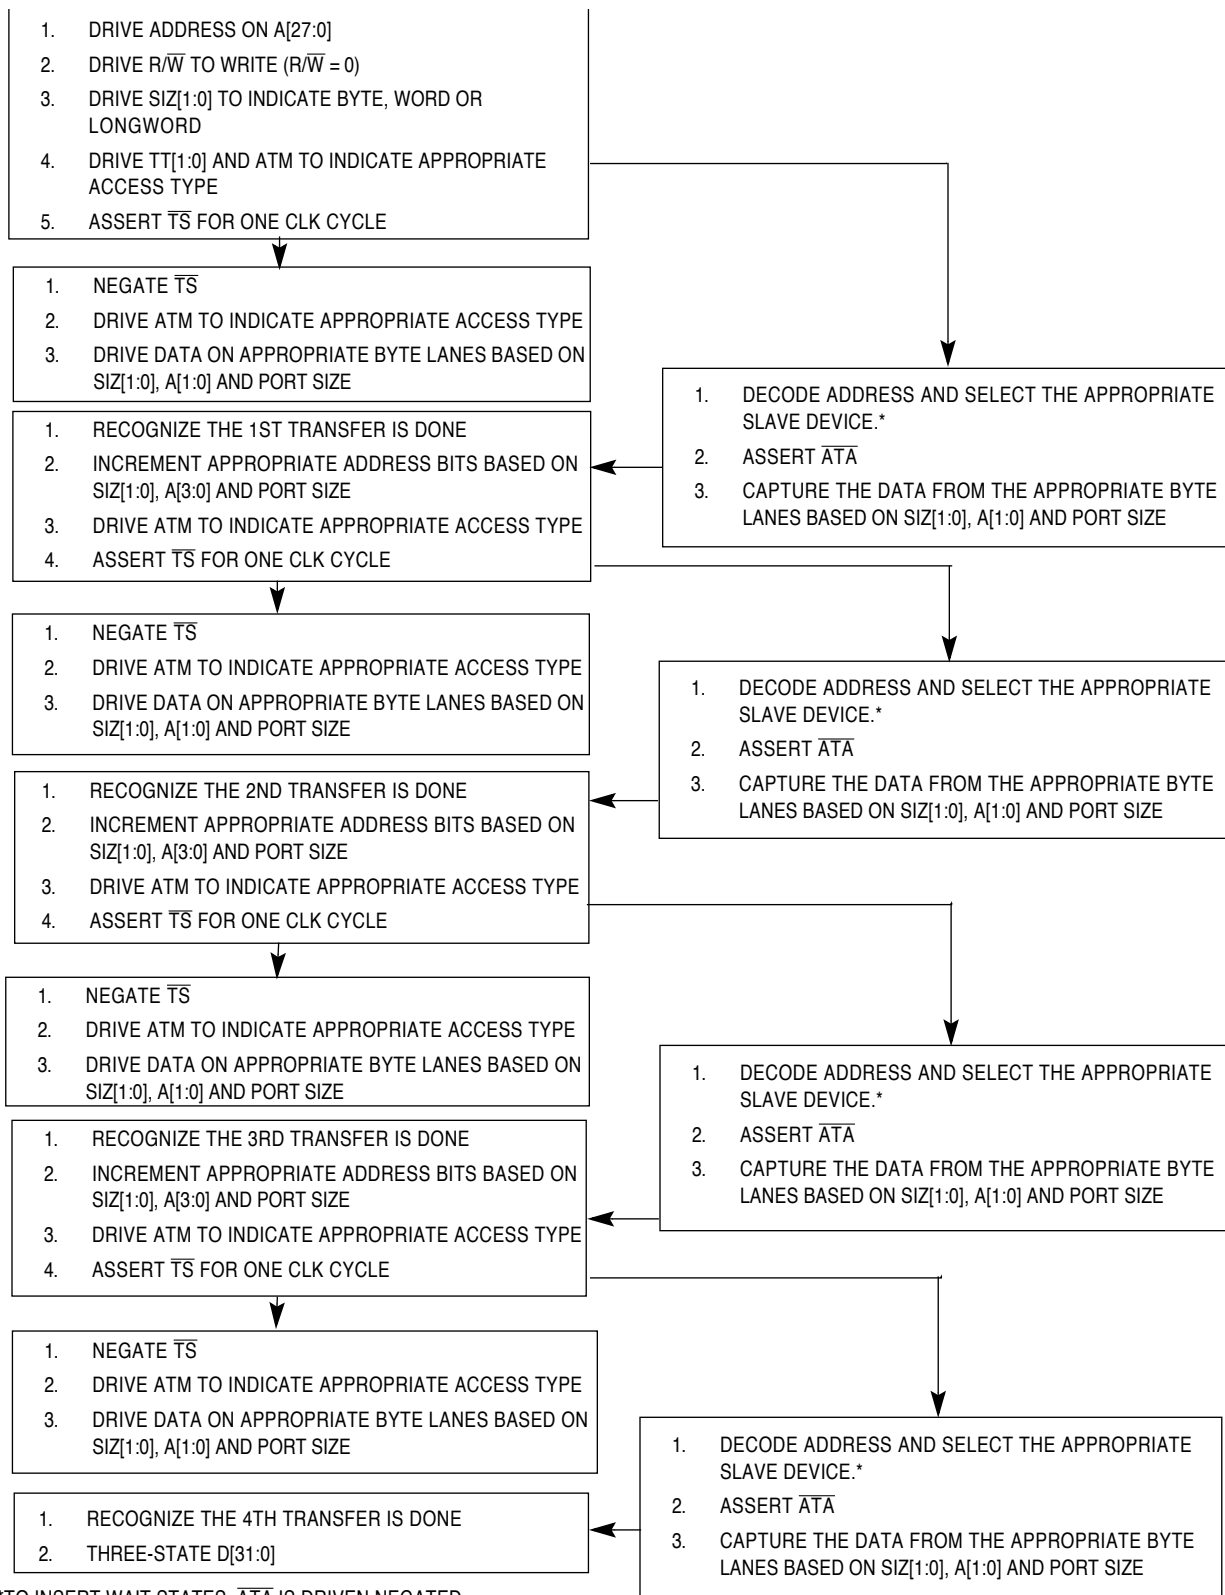 1. DRIVE ADDRESS ON A[27:0]
2. DRIVE R/W̅ TO WRITE (R/W̅ = 0)
3. DRIVE SIZ[1:0] TO INDICATE BYTE, WORD OR
LONGWORD
4. DRIVE TT[1:0] AND ATM TO INDICATE APPROPRIATE
ACCESS TYPE
5. ASSERT T̅S̅ FOR ONE CLK CYCLE
1. NEGATE T̅S̅
2. DRIVE ATM TO INDICATE APPROPRIATE ACCESS TYPE
3. DRIVE DATA ON APPROPRIATE BYTE LANES BASED ON
SIZ[1:0], A[1:0] AND PORT SIZE
1. DECODE ADDRESS AND SELECT THE APPROPRIATE
SLAVE DEVICE.*
2. ASSERT A̅T̅A̅
3. CAPTURE THE DATA FROM THE APPROPRIATE BYTE
LANES BASED ON SIZ[1:0], A[1:0] AND PORT SIZE
1. RECOGNIZE THE 1ST TRANSFER IS DONE
2. INCREMENT APPROPRIATE ADDRESS BITS BASED ON
SIZ[1:0], A[3:0] AND PORT SIZE
3. DRIVE ATM TO INDICATE APPROPRIATE ACCESS TYPE
4. ASSERT T̅S̅ FOR ONE CLK CYCLE
1. NEGATE T̅S̅
2. DRIVE ATM TO INDICATE APPROPRIATE ACCESS TYPE
3. DRIVE DATA ON APPROPRIATE BYTE LANES BASED ON
SIZ[1:0], A[1:0] AND PORT SIZE
1. DECODE ADDRESS AND SELECT THE APPROPRIATE
SLAVE DEVICE.*
2. ASSERT A̅T̅A̅
3. CAPTURE THE DATA FROM THE APPROPRIATE BYTE
LANES BASED ON SIZ[1:0], A[1:0] AND PORT SIZE
1. RECOGNIZE THE 2ND TRANSFER IS DONE
2. INCREMENT APPROPRIATE ADDRESS BITS BASED ON
SIZ[1:0], A[3:0] AND PORT SIZE
3. DRIVE ATM TO INDICATE APPROPRIATE ACCESS TYPE
4. ASSERT T̅S̅ FOR ONE CLK CYCLE
1. NEGATE T̅S̅
2. DRIVE ATM TO INDICATE APPROPRIATE ACCESS TYPE
3. DRIVE DATA ON APPROPRIATE BYTE LANES BASED ON
SIZ[1:0], A[1:0] AND PORT SIZE
1. DECODE ADDRESS AND SELECT THE APPROPRIATE
SLAVE DEVICE.*
2. ASSERT A̅T̅A̅
3. CAPTURE THE DATA FROM THE APPROPRIATE BYTE
LANES BASED ON SIZ[1:0], A[1:0] AND PORT SIZE
1. RECOGNIZE THE 3RD TRANSFER IS DONE
2. INCREMENT APPROPRIATE ADDRESS BITS BASED ON
SIZ[1:0], A[3:0] AND PORT SIZE
3. DRIVE ATM TO INDICATE APPROPRIATE ACCESS TYPE
4. ASSERT T̅S̅ FOR ONE CLK CYCLE
1. NEGATE T̅S̅
2. DRIVE ATM TO INDICATE APPROPRIATE ACCESS TYPE
3. DRIVE DATA ON APPROPRIATE BYTE LANES BASED ON
SIZ[1:0], A[1:0] AND PORT SIZE
1. DECODE ADDRESS AND SELECT THE APPROPRIATE
SLAVE DEVICE.*
2. ASSERT A̅T̅A̅
3. CAPTURE THE DATA FROM THE APPROPRIATE BYTE
LANES BASED ON SIZ[1:0], A[1:0] AND PORT SIZE
1. RECOGNIZE THE 4TH TRANSFER IS DONE
2. THREE-STATE D[31:0]
*TO INSERT WAIT STATES, A̅T̅A̅ IS DRIVEN NEGATED